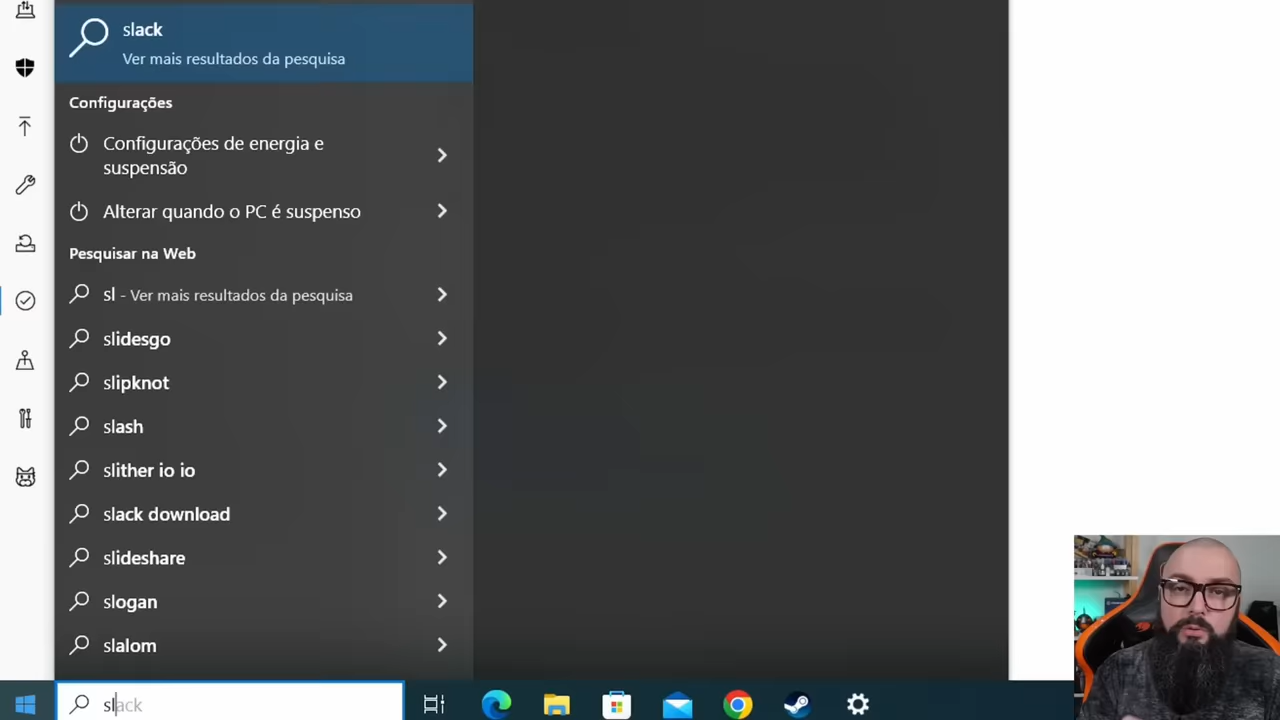 slack
Ver mais resultados da pesquisa
Configurações
Configurações de energia e
suspensão
Alterar quando o PC é suspenso
Pesquisar na Web
sl - Ver mais resultados da pesquisa
slidesgo
slipknot
slash
slither io io
slack download
slideshare
slogan
slalom
slack